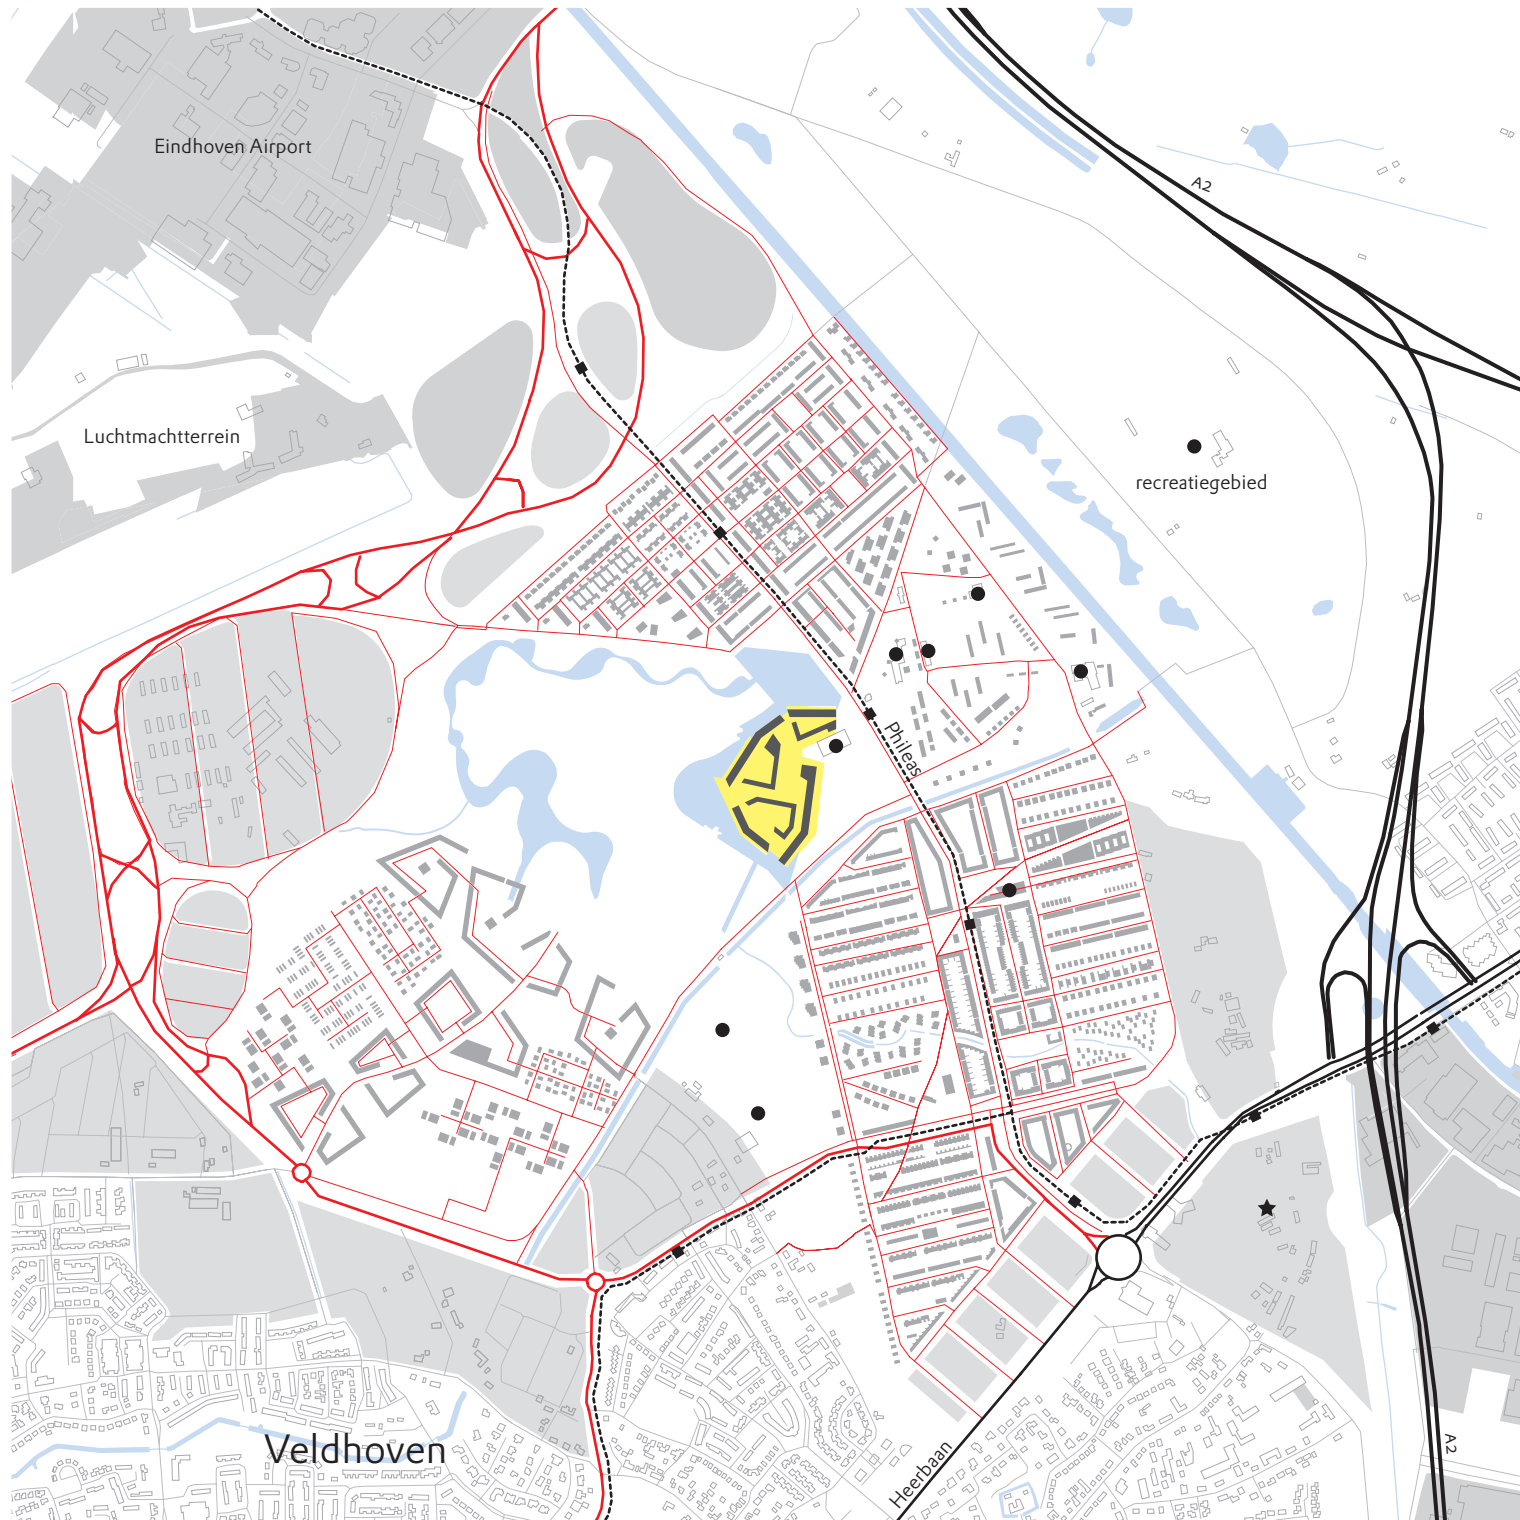 Eindhoven Airport
A2
Luchtmachtterrein
recreatiegebied
Phileas
Veldhoven
Heerbaan
A2